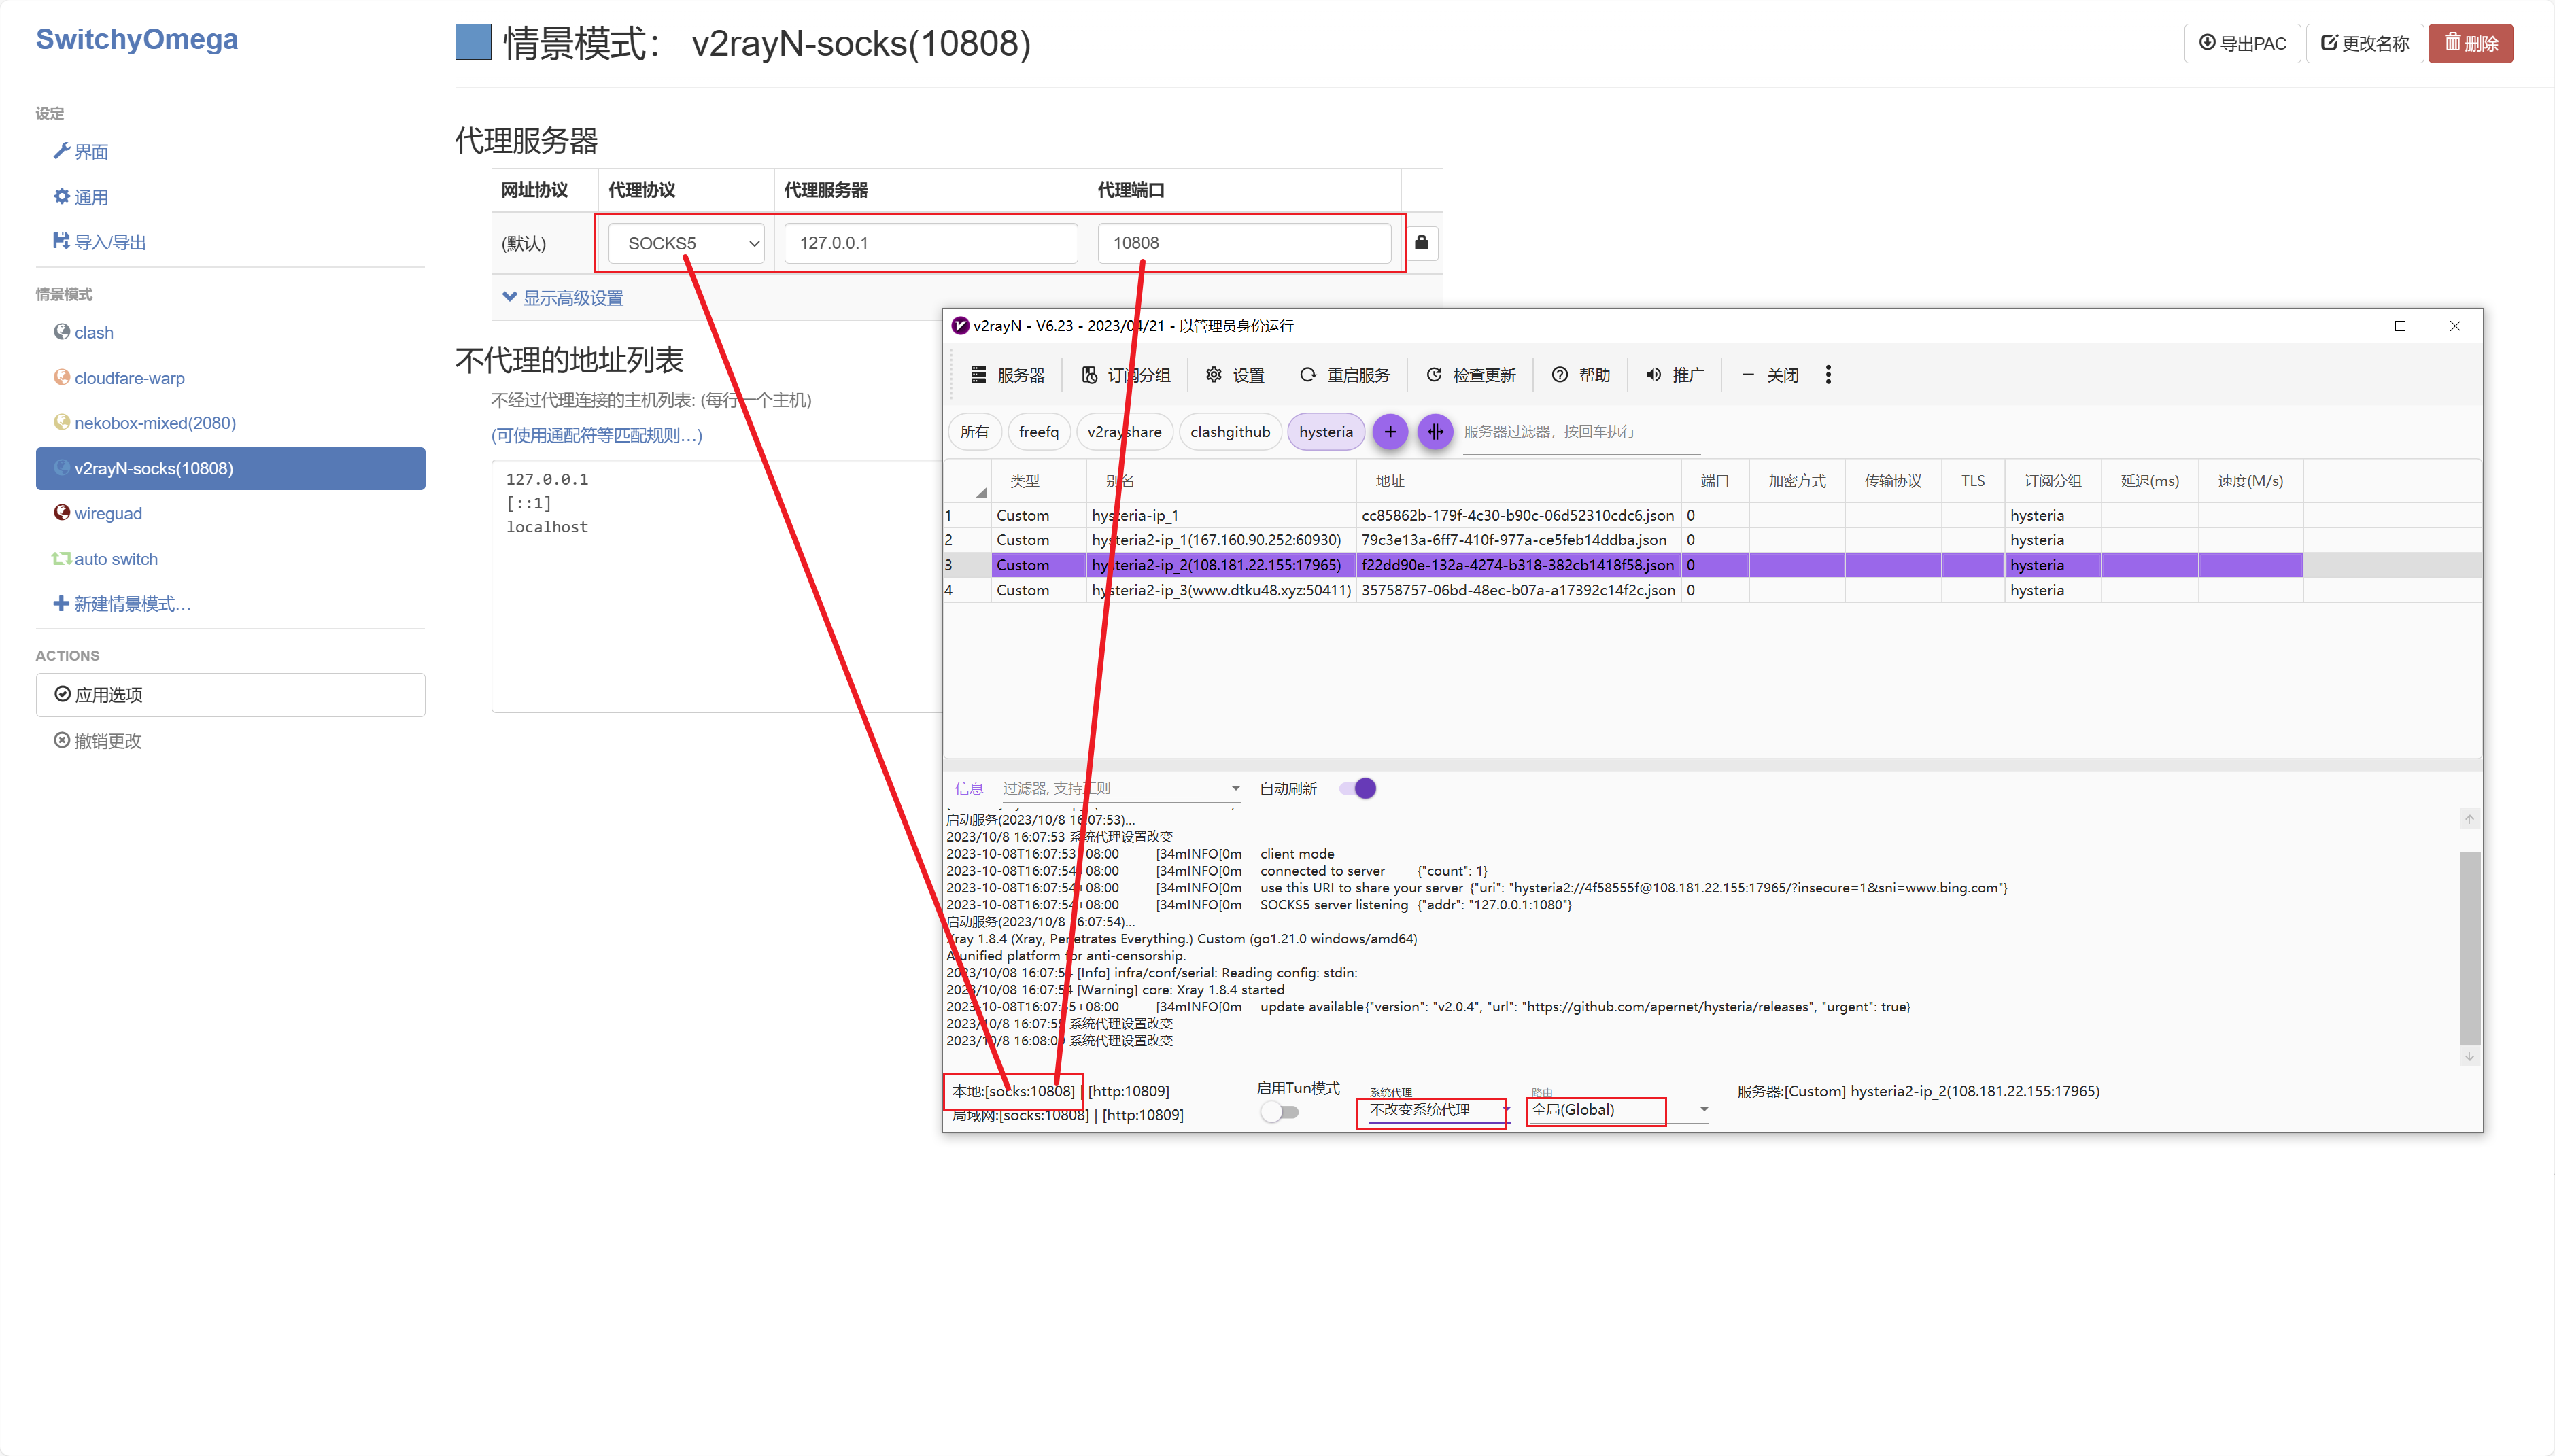 SwitchyOmega
设定
界面
通用
导入/导出
情景模式
clash
cloudfare-warp
nekobox-mixed(2080)
v2rayN-socks(10808)
wireguad
auto switch
新建情景模式…
ACTIONS
应用选项
撤销更改
情景模式： v2rayN-socks(10808)
导出PAC 更改名称 删除
代理服务器
网址协议 代理协议 代理服务器 代理端口
(默认) SOCKS5 127.0.0.1 10808
显示高级设置
不代理的地址列表
不经过代理连接的主机列表: (每行一个主机)
(可使用通配符等匹配规则…)
127.0.0.1
[::1]
localhost
v2rayN - V6.23 - 2023/04/21 - 以管理员身份运行
服务器 订阅分组 设置 重启服务 检查更新 帮助 推广 关闭
所有 freefq v2rayshare clashgithub hysteria 服务器过滤器，按回车执行
类型 别名 地址 端口 加密方式 传输协议 TLS 订阅分组 延迟(ms) 速度(M/s)
1 Custom hysteria-ip_1 cc85862b-179f-4c30-b90c-06d52310cdc6.json 0 hysteria
2 Custom hysteria2-ip_1(167.160.90.252:60930) 79c3e13a-6ff7-410f-977a-ce5feb14ddba.json 0 hysteria
3 Custom hysteria2-ip_2(108.181.22.155:17965) f22dd90e-132a-4274-b318-382cb1418f58.json 0 hysteria
4 Custom hysteria2-ip_3(www.dtku48.xyz:50411) 35758757-06bd-48ec-b07a-a17392c14f2c.json 0 hysteria
信息 过滤器, 支持正则 自动刷新
启动服务(2023/10/8 16:07:53)...
2023/10/8 16:07:53 系统代理设置改变
2023-10-08T16:07:53+08:00 [34mINFO[0m client mode
2023-10-08T16:07:54+08:00 [34mINFO[0m connected to server {"count": 1}
2023-10-08T16:07:54+08:00 [34mINFO[0m use this URI to share your server {"uri": "hysteria2://4f58555f@108.181.22.155:17965/?insecure=1&sni=www.bing.com"}
2023-10-08T16:07:54+08:00 [34mINFO[0m SOCKS5 server listening {"addr": "127.0.0.1:1080"}
启动服务(2023/10/8 16:07:54)...
Xray 1.8.4 (Xray, Penetrates Everything.) Custom (go1.21.0 windows/amd64)
A unified platform for anti-censorship.
2023/10/08 16:07:54 [Info] infra/conf/serial: Reading config: stdin:
2023/10/08 16:07:54 [Warning] core: Xray 1.8.4 started
2023-10-08T16:07:55+08:00 [34mINFO[0m update available {"version": "v2.0.4", "url": "https://github.com/apernet/hysteria/releases", "urgent": true}
2023/10/8 16:07:55 系统代理设置改变
2023/10/8 16:08:00 系统代理设置改变
本地:[socks:10808] | [http:10809]
局域网:[socks:10808] | [http:10809]
启用Tun模式
系统代理
不改变系统代理
路由
全局(Global)
服务器:[Custom] hysteria2-ip_2(108.181.22.155:17965)